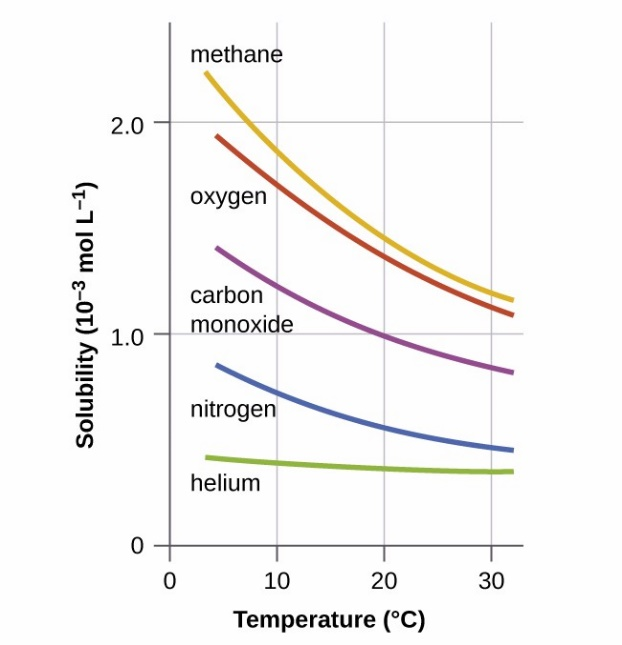 methane
2.0
oxygen
carbon
monoxide
1.0
nitrogen
helium
0
0 10 20 30
Temperature (°C)
Solubility (10⁻³ mol L⁻¹)